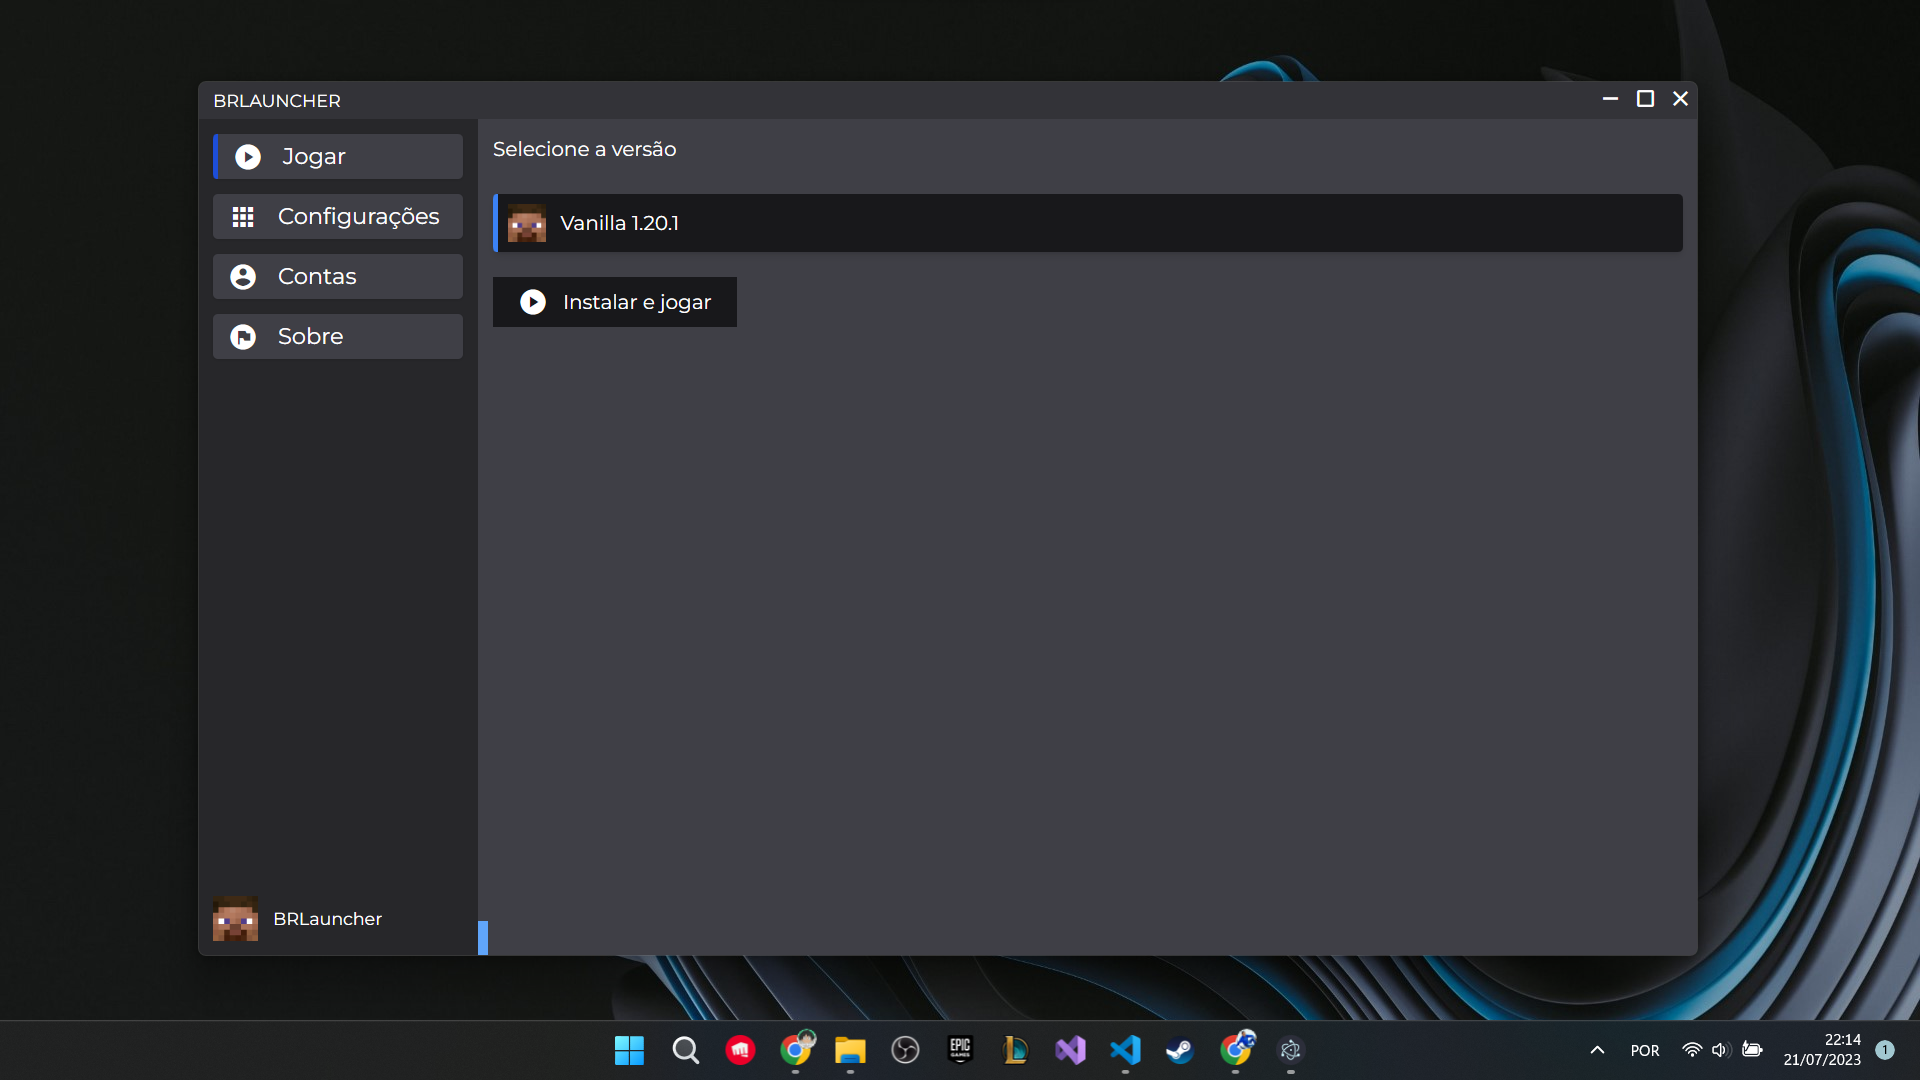 BRLAUNCHER
Jogar
Configurações
Contas
Sobre
BRLauncher
Selecione a versão
Vanilla 1.20.1
Instalar e jogar
EPIC
GAMES
POR
22:14
21/07/2023
1